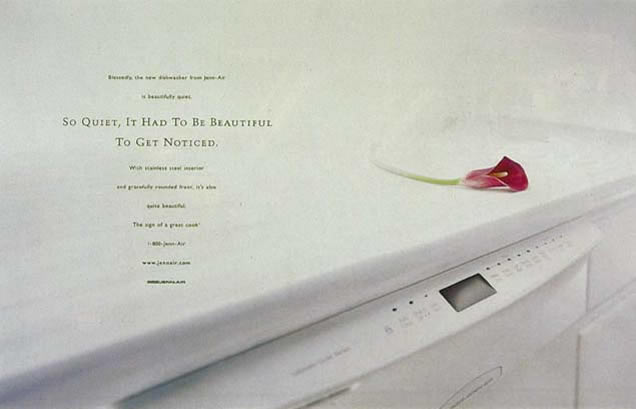 Blessedly, the new dishwasher from Jenn-Air
is beautifully quiet.
SO QUIET, IT HAD TO BE BEAUTIFUL
TO GET NOTICED.
With stainless steel interior
and gracefully rounded front, it's also
quite beautiful.
The sign of a great cook®
1-800-Jenn-Air
www.jennair.com
JENN-AIR